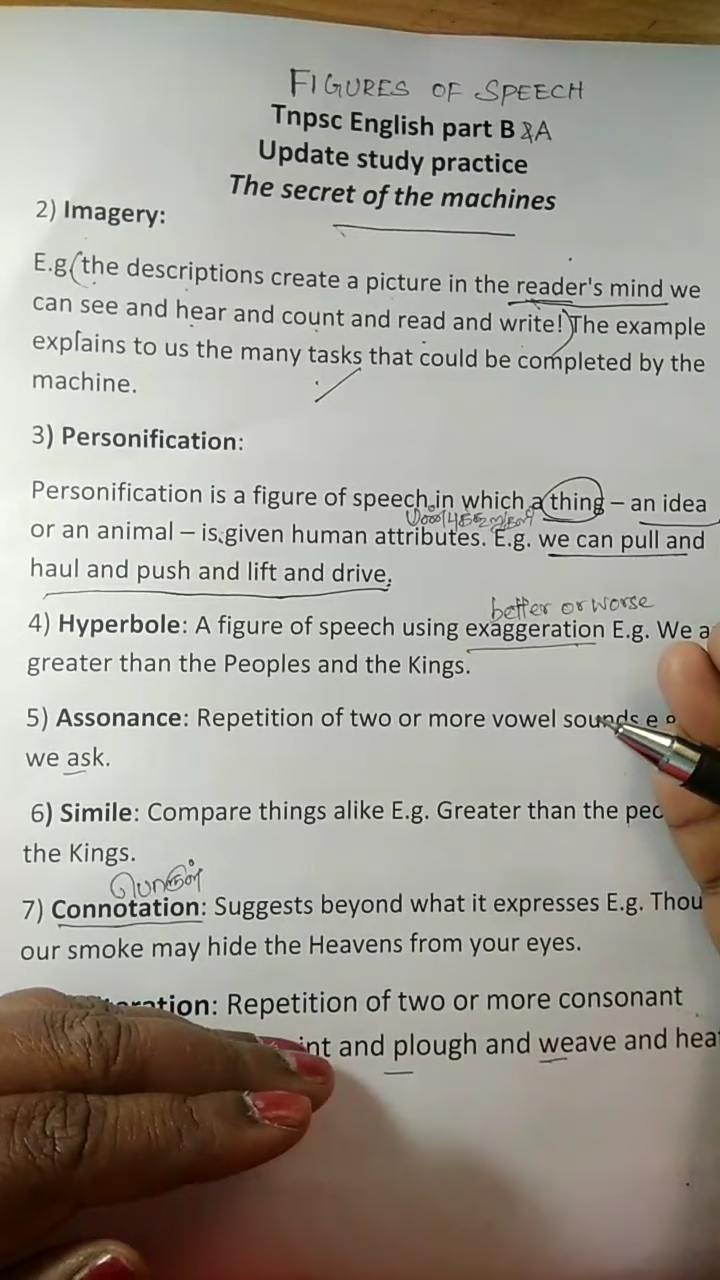 FIGURES OF SPEECH
Tnpsc English part B &A
Update study practice
The secret of the machines
2) Imagery:
E.g (the descriptions create a picture in the reader's mind we
can see and hear and count and read and write!) The example
explains to us the many tasks that could be completed by the
machine.
3) Personification:
Personification is a figure of speech in which a thing – an idea
or an animal – is given human attributes. E.g. we can pull and
haul and push and lift and drive,
better or worse
4) Hyperbole: A figure of speech using exaggeration E.g. We a
greater than the Peoples and the Kings.
5) Assonance: Repetition of two or more vowel sounds e
we ask.
6) Simile: Compare things alike E.g. Greater than the
the Kings.
பொருள்
7) Connotation: Suggests beyond what it expresses E.g. Thou
our smoke may hide the Heavens from your eyes.
Repetition of two or more consonant
and plough and weave and hea